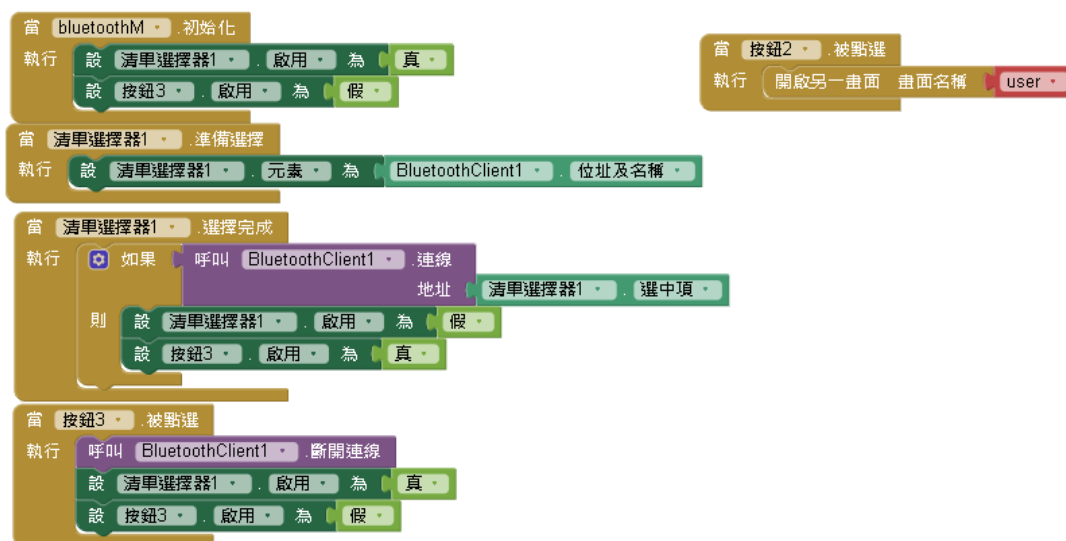 當 bluetoothM .初始化
執行 設 清單選擇器1 . 啟用 為 真
設 按鈕3 . 啟用 為 假
當 按鈕2 .被點選
執行 開啟另一畫面 畫面名稱 user
當 清單選擇器1 .準備選擇
執行 設 清單選擇器1 . 元素 為 BluetoothClient1 . 位址及名稱
當 清單選擇器1 .選擇完成
執行 如果 呼叫 BluetoothClient1 .連線
地址 清單選擇器1 . 選中項
則 設 清單選擇器1 . 啟用 為 假
設 按鈕3 . 啟用 為 真
當 按鈕3 .被點選
執行 呼叫 BluetoothClient1 .斷開連線
設 清單選擇器1 . 啟用 為 真
設 按鈕3 . 啟用 為 假